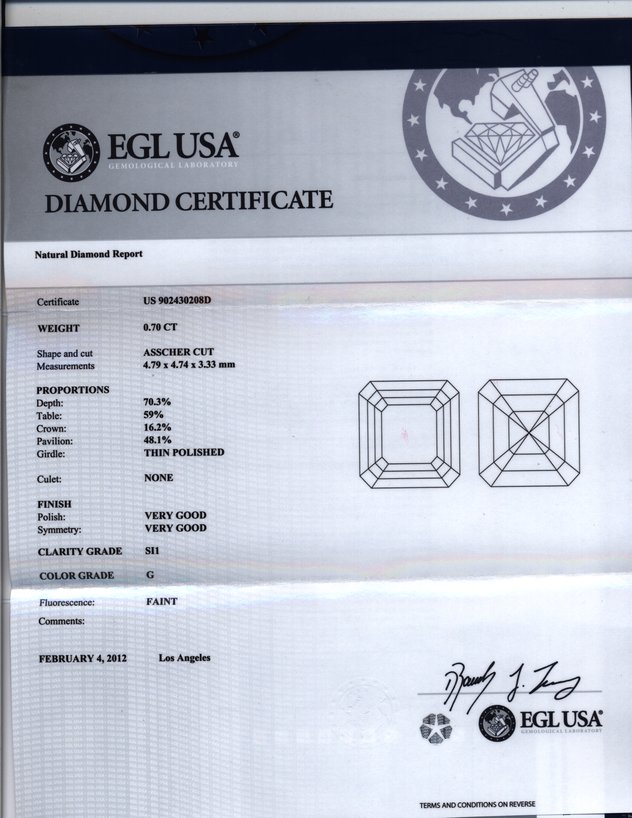 EGL USA®
GEMOLOGICAL LABORATORY
DIAMOND CERTIFICATE
Natural Diamond Report
Certificate US 902430208D
WEIGHT 0.70 CT
Shape and cut ASSCHER CUT
Measurements 4.79 x 4.74 x 3.33 mm
PROPORTIONS
Depth: 70.3%
Table: 59%
Crown: 16.2%
Pavilion: 48.1%
Girdle: THIN POLISHED
Culet: NONE
FINISH
Polish: VERY GOOD
Symmetry: VERY GOOD
CLARITY GRADE SI1
COLOR GRADE G
Fluorescence: FAINT
Comments:
FEBRUARY 4, 2012 Los Angeles
EGL USA®
GEMOLOGICAL LABORATORY
TERMS AND CONDITIONS ON REVERSE